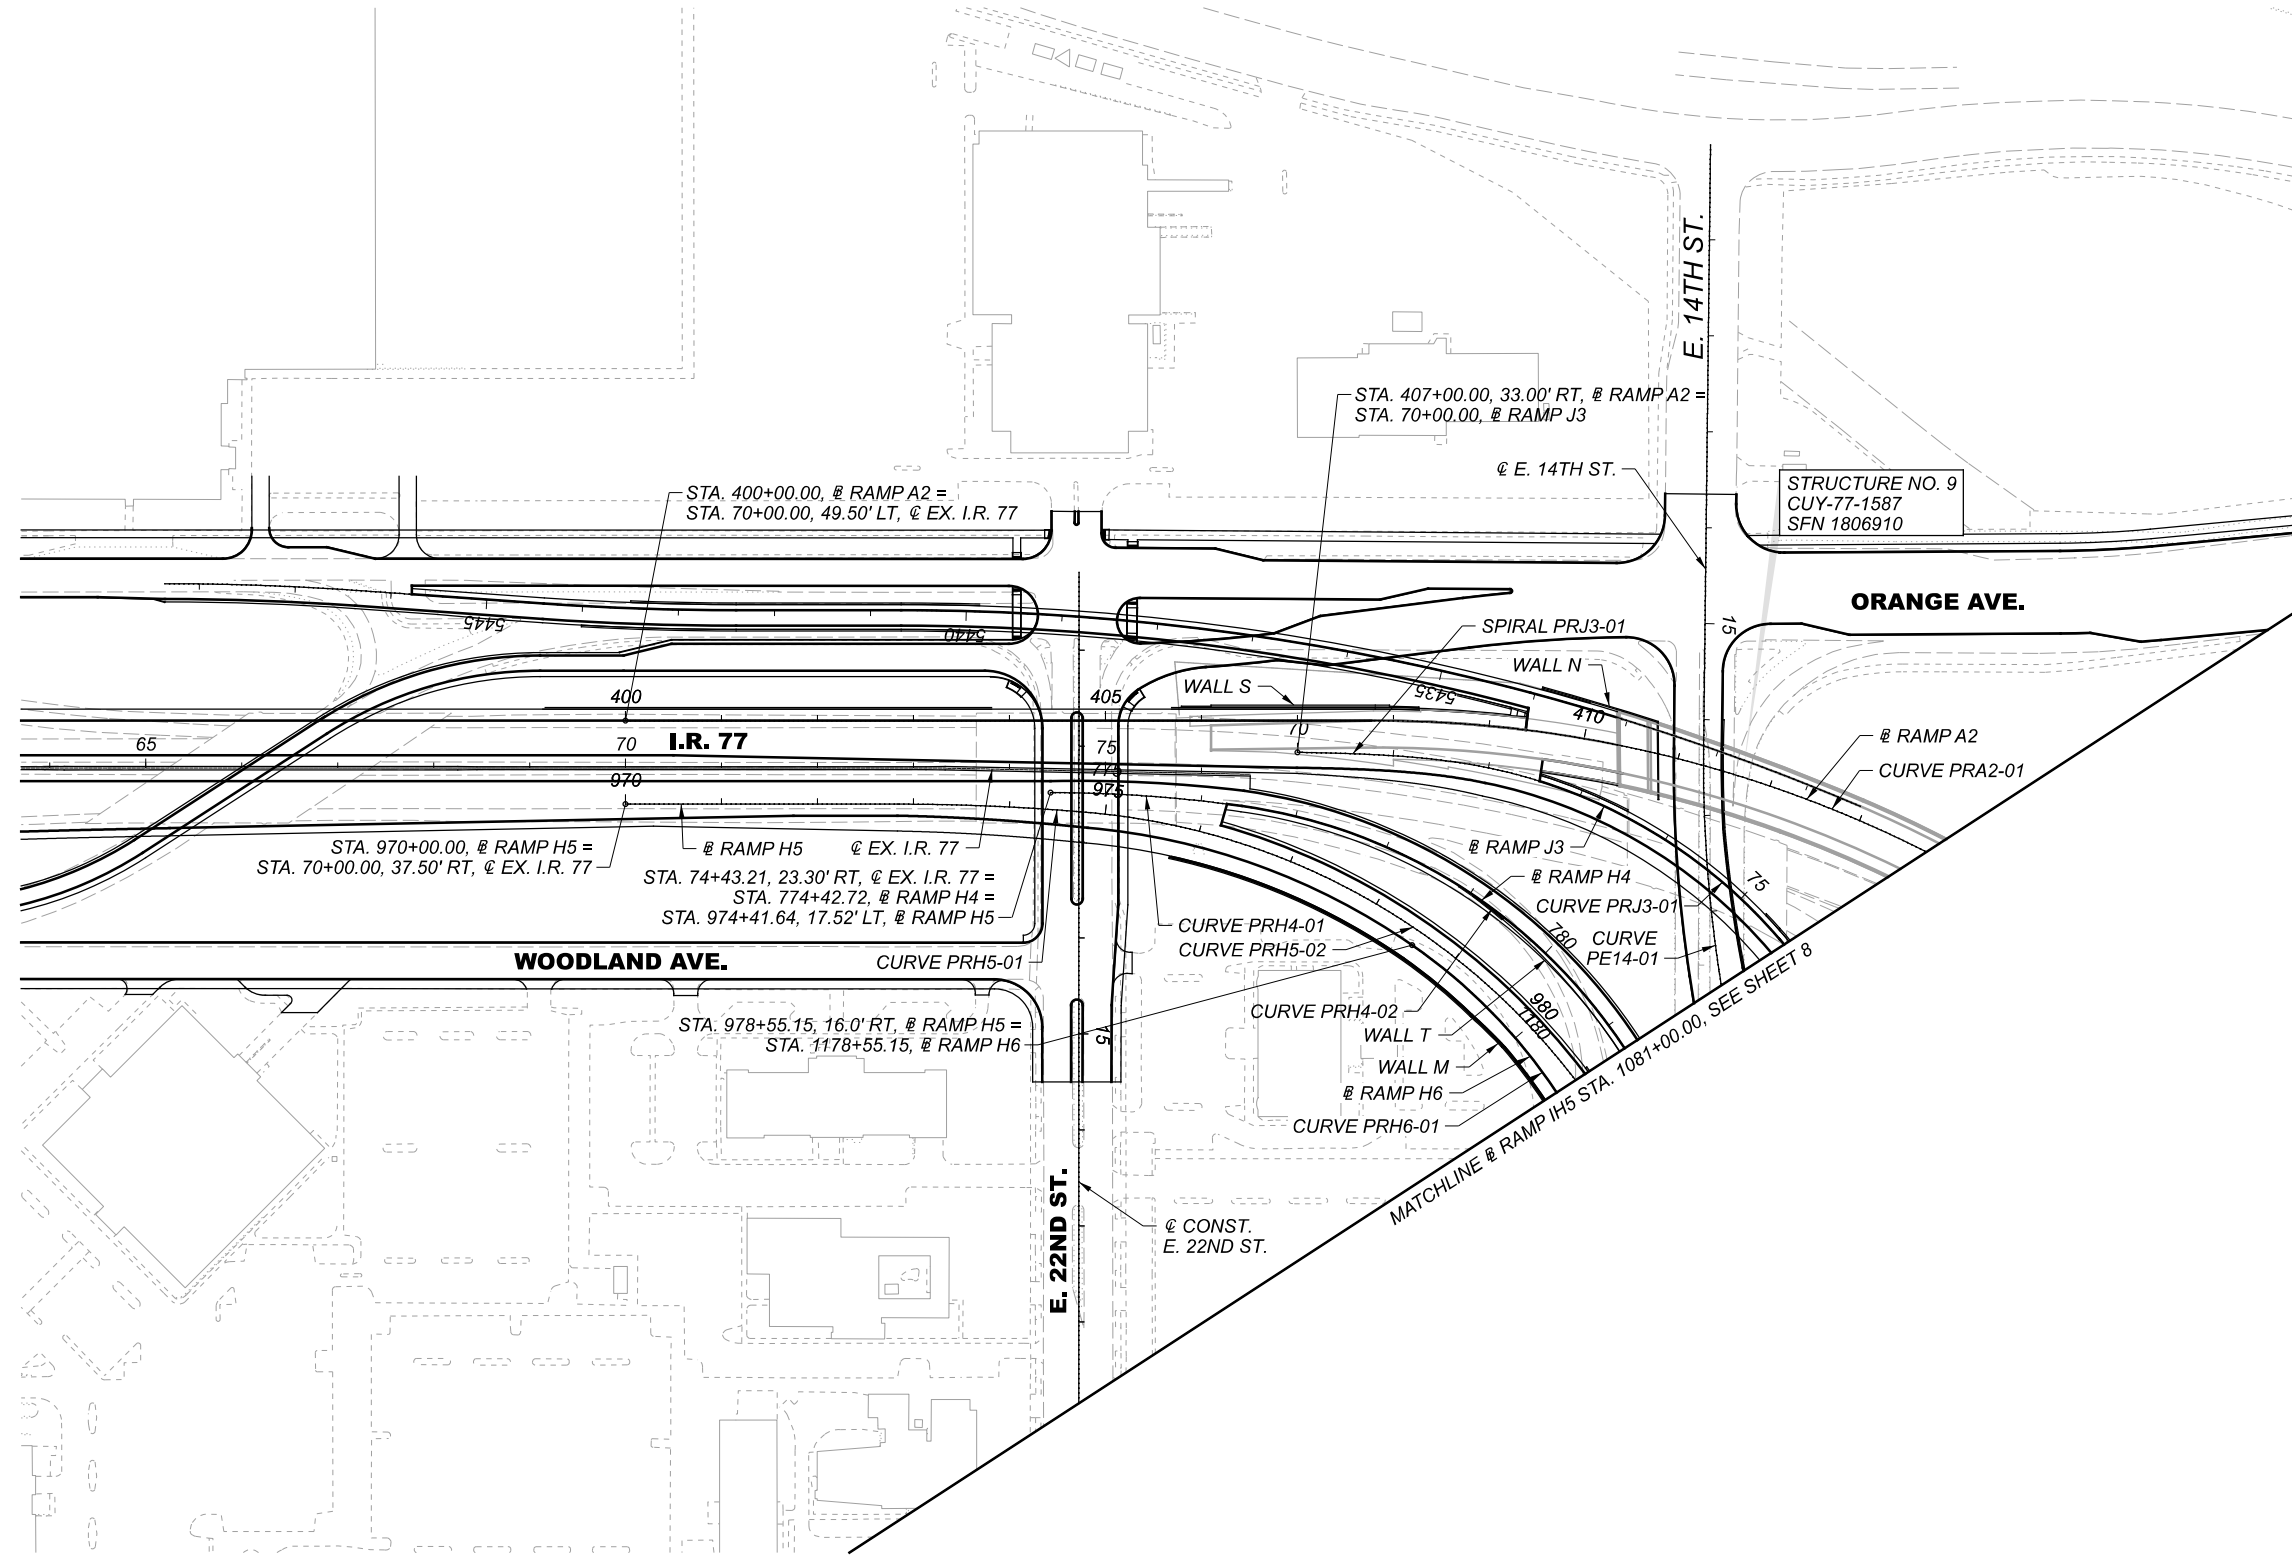 E. 14TH ST.
STA. 407+00.00, 33.00' RT, ⅊ RAMP A2 =
STA. 70+00.00, ⅊ RAMP J3
℄ E. 14TH ST.
STRUCTURE NO. 9
CUY-77-1587
SFN 1806910
STA. 400+00.00, ⅊ RAMP A2 =
STA. 70+00.00, 49.50' LT, ℄ EX. I.R. 77
ORANGE AVE.
5445
5440
SPIRAL PRJ3-01
15
WALL N
WALL S
5435
400
405
410
65
70
I.R. 77
75
70
⅊ RAMP A2
775
CURVE PRA2-01
970
975
STA. 970+00.00, ⅊ RAMP H5 =
STA. 70+00.00, 37.50' RT, ℄ EX. I.R. 77
⅊ RAMP H5
℄ EX. I.R. 77
⅊ RAMP J3
STA. 74+43.21, 23.30' RT, ℄ EX. I.R. 77 =
STA. 774+42.72, ⅊ RAMP H4 =
STA. 974+41.64, 17.52' LT, ⅊ RAMP H5
⅊ RAMP H4
75
CURVE PRJ3-01
CURVE PRH4-01
780
CURVE
PE14-01
CURVE PRH5-02
WOODLAND AVE.
CURVE PRH5-01
CURVE PRH4-02
980
1180
STA. 978+55.15, 16.0' RT, ⅊ RAMP H5 =
STA. 1178+55.15, ⅊ RAMP H6
15
WALL T
WALL M
⅊ RAMP H6
CURVE PRH6-01
MATCHLINE ⅊ RAMP IH5 STA. 1081+00.00, SEE SHEET 8
E. 22ND ST.
℄ CONST.
E. 22ND ST.